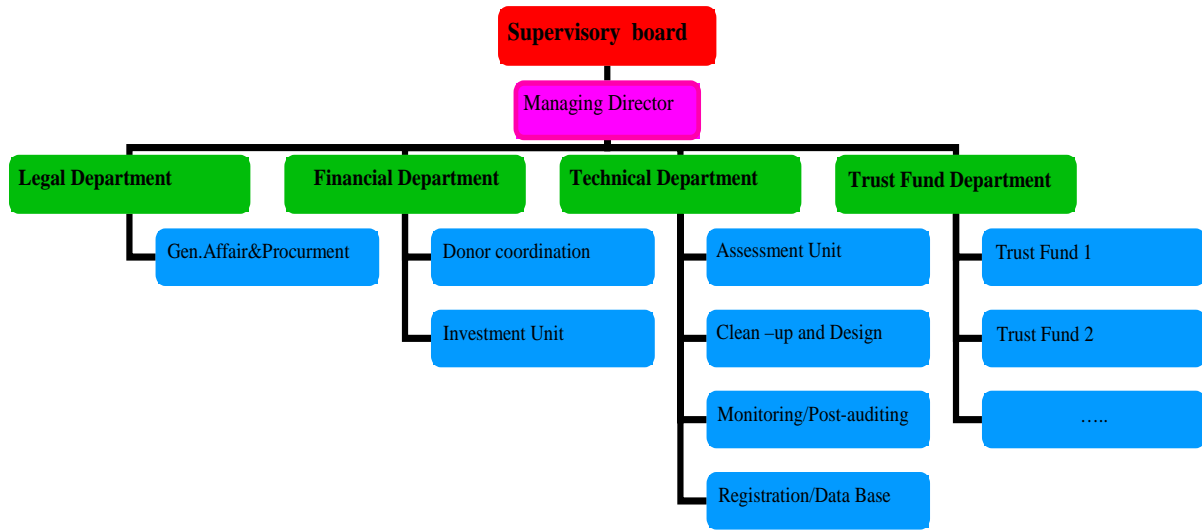 Supervisory board
Managing Director
Legal Department
Financial Department
Technical Department
Trust Fund Department
Gen.Affair&Procurment
Donor coordination
Assessment Unit
Trust Fund 1
Investment Unit
Clean –up and Design
Trust Fund 2
Monitoring/Post-auditing
…..
Registration/Data Base